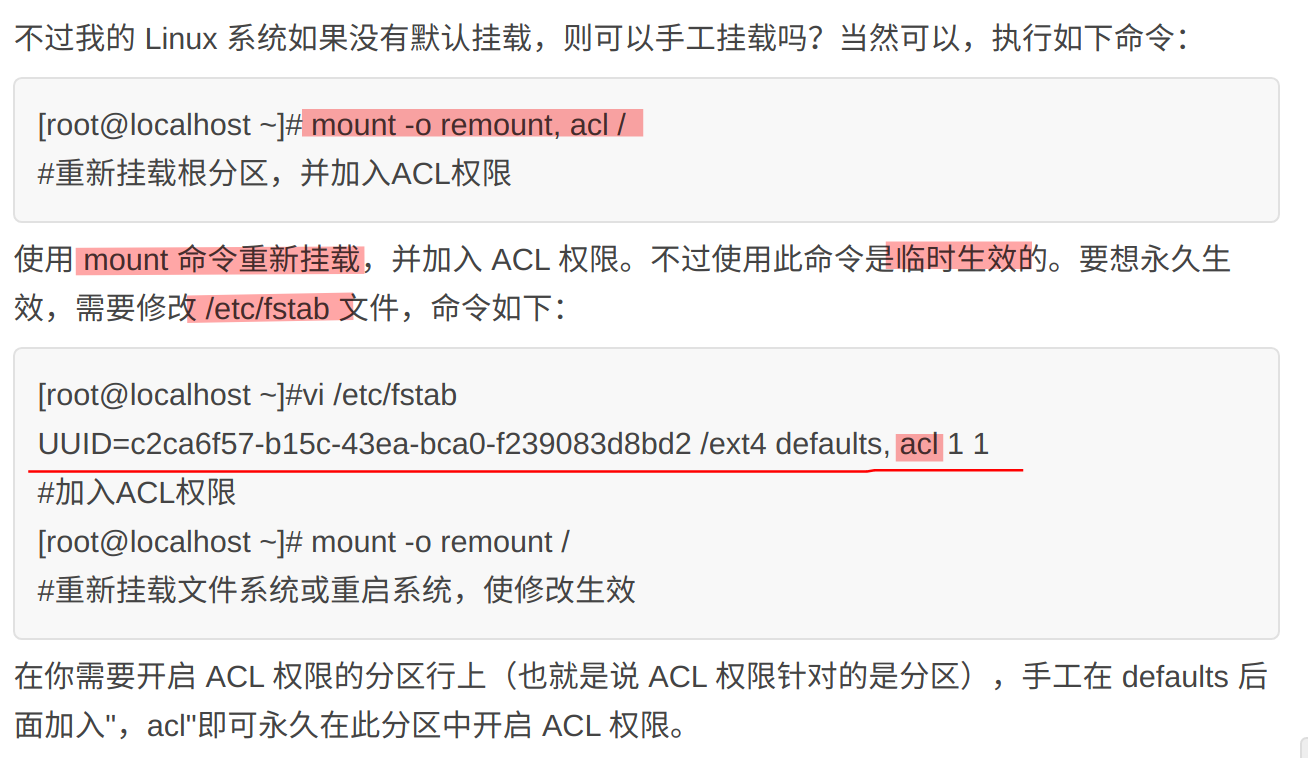 不过我的 Linux 系统如果没有默认挂载，则可以手工挂载吗？当然可以，执行如下命令：
[root@localhost ~]# mount -o remount, acl /
#重新挂载根分区，并加入ACL权限
使用 mount 命令重新挂载，并加入 ACL 权限。不过使用此命令是临时生效的。要想永久生
效，需要修改 /etc/fstab 文件，命令如下：
[root@localhost ~]#vi /etc/fstab
UUID=c2ca6f57-b15c-43ea-bca0-f239083d8bd2 /ext4 defaults, acl 1 1
#加入ACL权限
[root@localhost ~]# mount -o remount /
#重新挂载文件系统或重启系统，使修改生效
在你需要开启 ACL 权限的分区行上（也就是说 ACL 权限针对的是分区），手工在 defaults 后
面加入"，acl"即可永久在此分区中开启 ACL 权限。